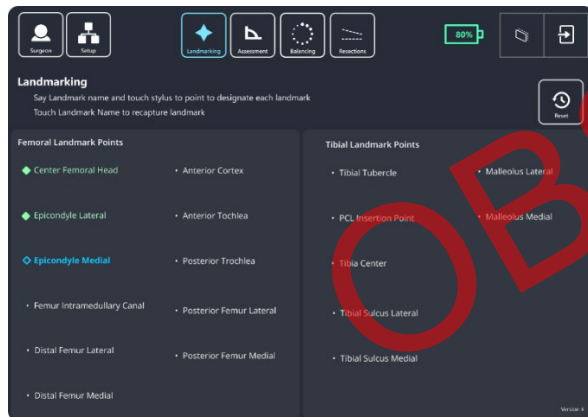 Surgeon
Setup
Landmarking
Assessment
Balancing
Resections
80%
Landmarking
Say Landmark name and touch stylus to point to designate each landmark
Touch Landmark Name to recapture landmark
Reset
Femoral Landmark Points
Center Femoral Head
Anterior Cortex
Epicondyle Lateral
Anterior Tochlea
Epicondyle Medial
Posterior Trochlea
Femur Intramedullary Canal
Posterior Femur Lateral
Distal Femur Lateral
Posterior Femur Medial
Distal Femur Medial
Tibial Landmark Points
Tibial Tubercle
Malleolus Lateral
PCL Insertion Point
Malleolus Medial
Tibia Center
Tibial Sulcus Lateral
Tibial Sulcus Medial
Version
OB